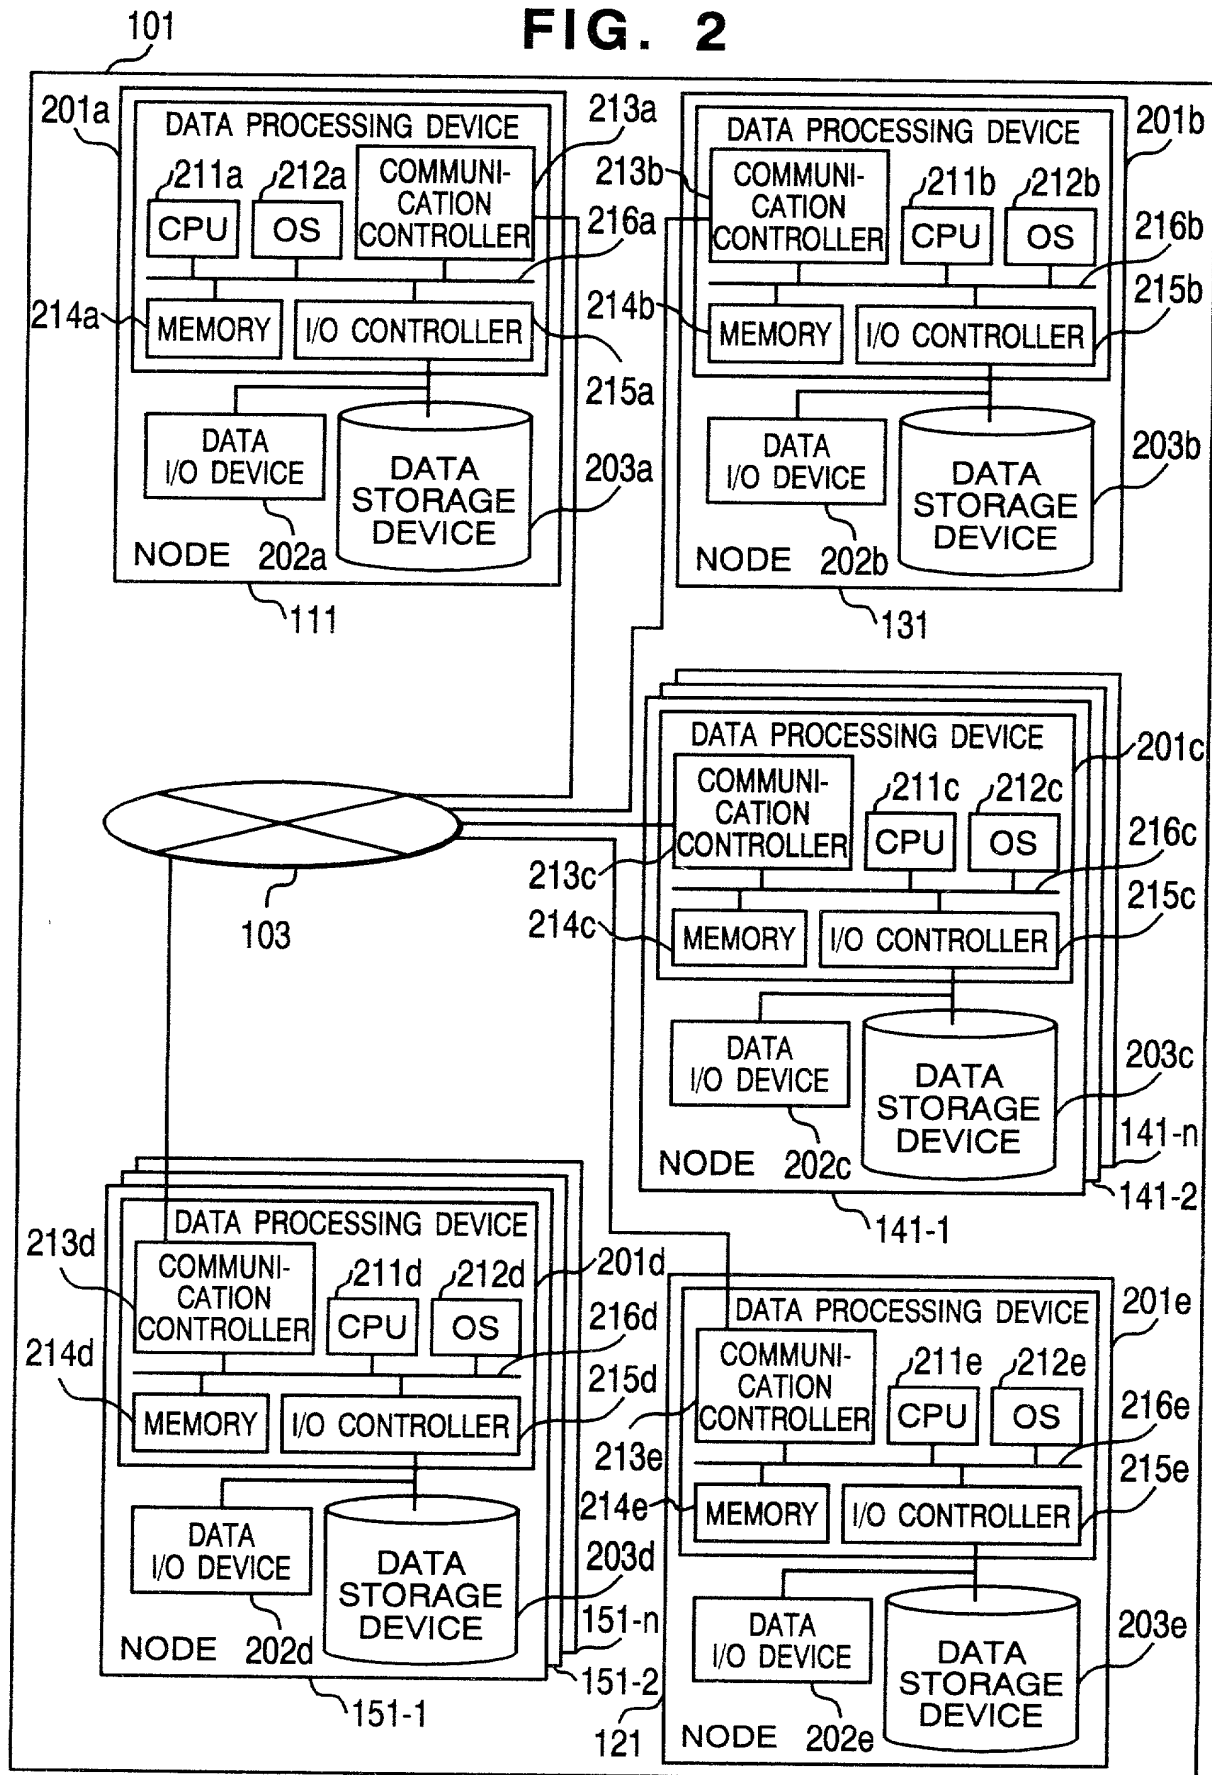 FIG. 2
101
201a
DATA PROCESSING DEVICE
213a
211a
212a
COMMUNI-
CATION
CONTROLLER
CPU
OS
216a
214a
MEMORY
I/O CONTROLLER
215a
DATA
I/O DEVICE
DATA
STORAGE
DEVICE
203a
NODE
202a
111
DATA PROCESSING DEVICE
201b
213b
COMMUNI-
CATION
CONTROLLER
211b
212b
CPU
OS
216b
215b
214b
MEMORY
I/O CONTROLLER
DATA
I/O DEVICE
DATA
STORAGE
DEVICE
203b
NODE
202b
131
103
DATA PROCESSING DEVICE
201c
COMMUNI-
CATION
CONTROLLER
211c
212c
CPU
OS
216c
213c
215c
214c
MEMORY
I/O CONTROLLER
DATA
I/O DEVICE
DATA
STORAGE
DEVICE
203c
NODE
202c
141-n
141-2
141-1
DATA PROCESSING DEVICE
213d
201d
COMMUNI-
CATION
CONTROLLER
211d
212d
CPU
OS
216d
214d
215d
MEMORY
I/O CONTROLLER
DATA
I/O DEVICE
DATA
STORAGE
DEVICE
203d
NODE
202d
151-n
151-2
151-1
DATA PROCESSING DEVICE
201e
COMMUNI-
CATION
CONTROLLER
211e
212e
CPU
OS
216e
213e
215e
214e
MEMORY
I/O CONTROLLER
DATA
I/O DEVICE
DATA
STORAGE
DEVICE
203e
121
NODE
202e